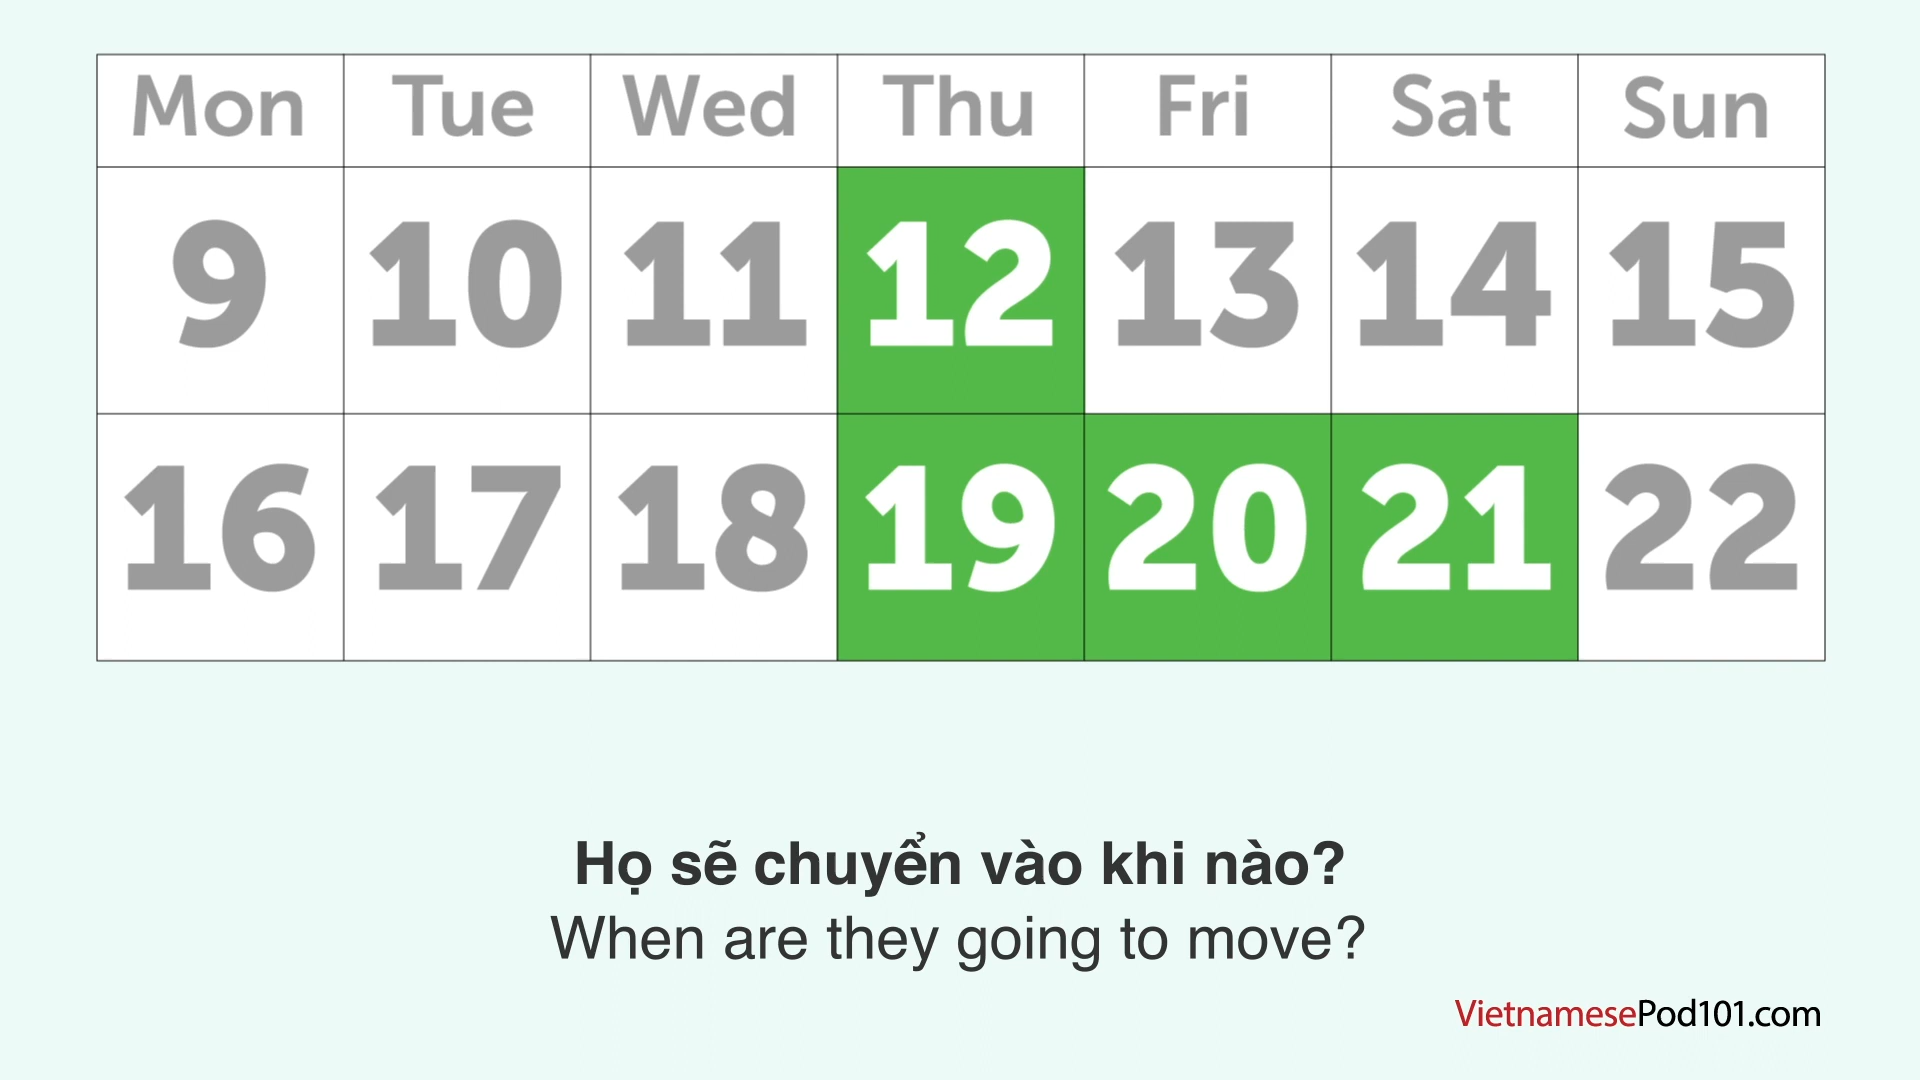 Mon Tue Wed Thu Fri Sat Sun
9 10 11 12 13 14 15
16 17 18 19 20 21 22
Họ sẽ chuyển vào khi nào?
When are they going to move?
VietnamesePod101.com